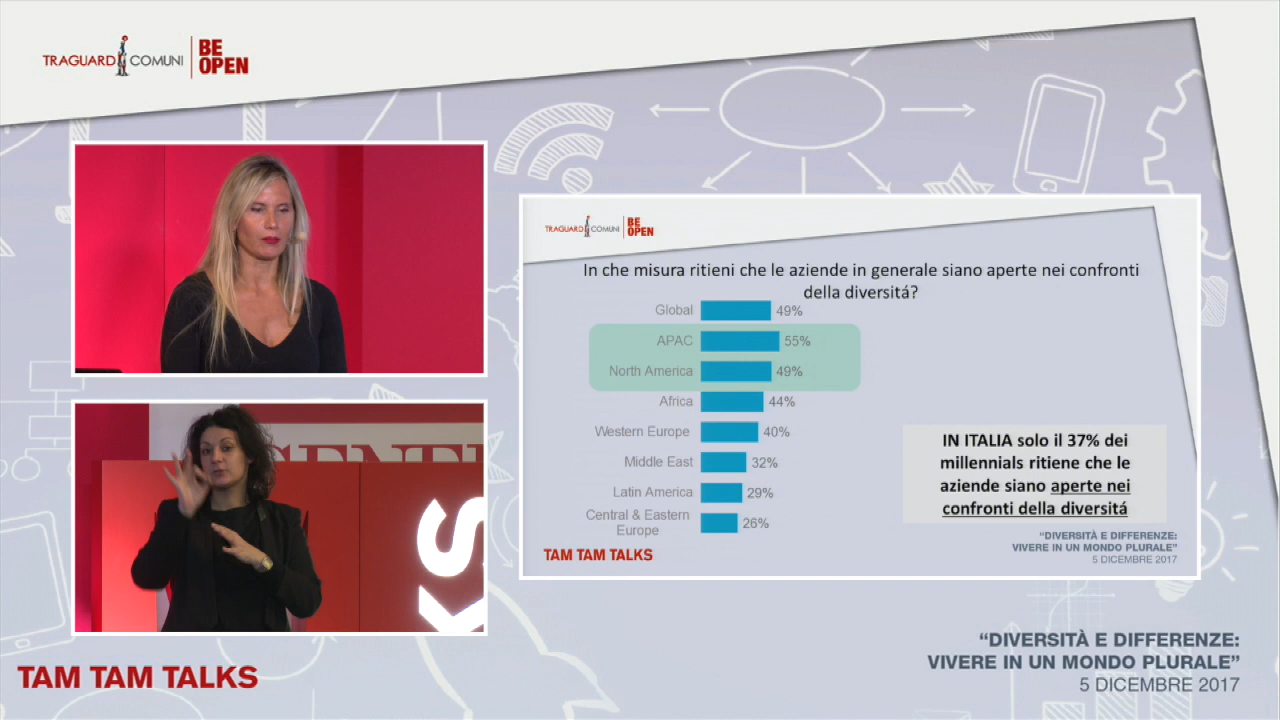 TRAGUARDI COMUNI
BE
OPEN
TRAGUARDI COMUNI
BE
OPEN
In che misura ritieni che le aziende in generale siano aperte nei confronti
della diversitá?
Global 49%
APAC 55%
North America 49%
Africa 44%
Western Europe 40%
Middle East 32%
Latin America 29%
Central & Eastern
Europe 26%
IN ITALIA solo il 37% dei
millennials ritiene che le
aziende siano aperte nei
confronti della diversitá
TAM TAM TALKS
“DIVERSITÀ E DIFFERENZE:
VIVERE IN UN MONDO PLURALE”
5 DICEMBRE 2017
KS
TAM TAM TALKS
“DIVERSITÀ E DIFFERENZE:
VIVERE IN UN MONDO PLURALE”
5 DICEMBRE 2017